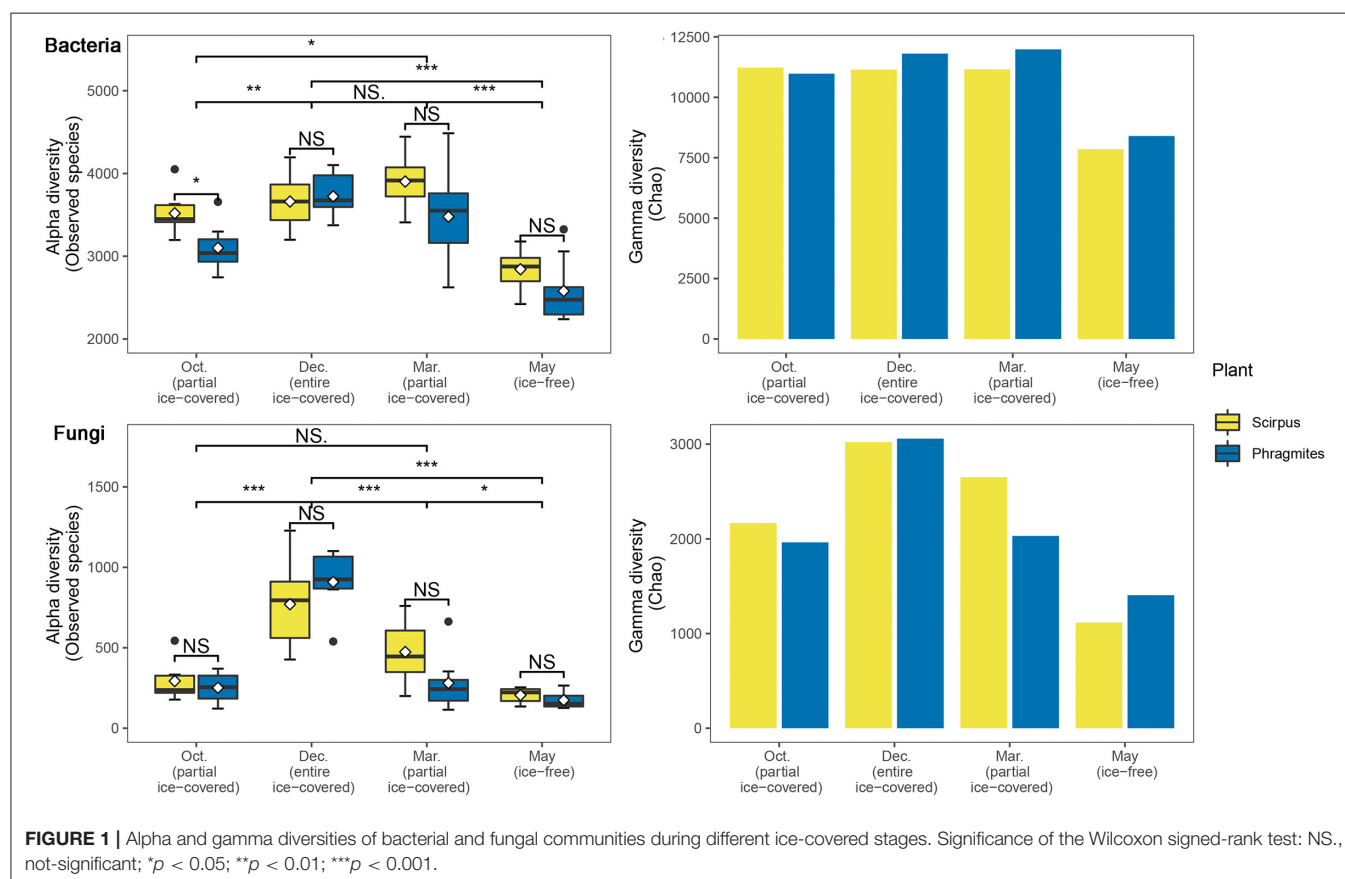 Bacteria
Alpha diversity
(Observed species)
5000
4000
3000
2000
*
***
**
NS.
***
*
NS
NS
NS
Oct.
(partial
ice−covered)
Dec.
(entire
ice−covered)
Mar.
(partial
ice−covered)
May
(ice−free)
Gamma diversity
(Chao)
12500
10000
7500
5000
2500
0
Oct.
(partial
ice−covered)
Dec.
(entire
ice−covered)
Mar.
(partial
ice−covered)
May
(ice−free)
Plant
Scirpus
Phragmites
Fungi
Alpha diversity
(Observed species)
1500
1000
500
0
NS.
***
***
***
*
NS
NS
NS
NS
Oct.
(partial
ice−covered)
Dec.
(entire
ice−covered)
Mar.
(partial
ice−covered)
May
(ice−free)
Gamma diversity
(Chao)
3000
2000
1000
0
Oct.
(partial
ice−covered)
Dec.
(entire
ice−covered)
Mar.
(partial
ice−covered)
May
(ice−free)
FIGURE 1 | Alpha and gamma diversities of bacterial and fungal communities during different ice-covered stages. Significance of the Wilcoxon signed-rank test: NS.,
not-significant; *p < 0.05; **p < 0.01; ***p < 0.001.